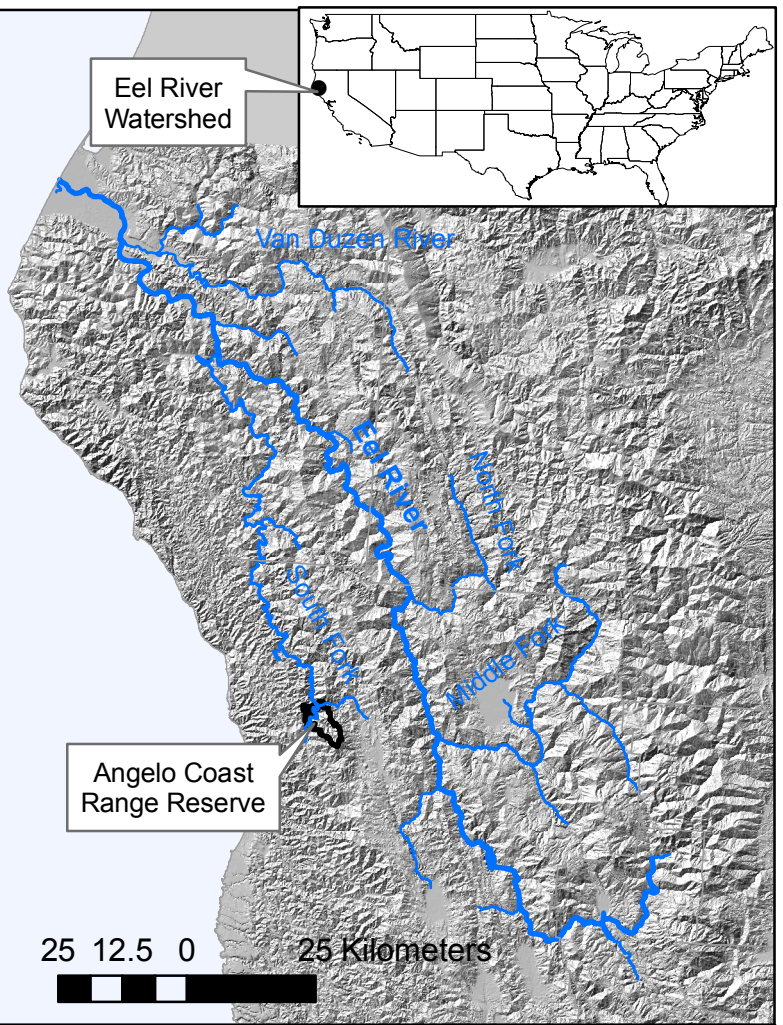 Eel River
Watershed
Van Duzen River
Eel River
North Fork
South Fork
Middle Fork
Angelo Coast
Range Reserve
25 12.5 0 25 Kilometers